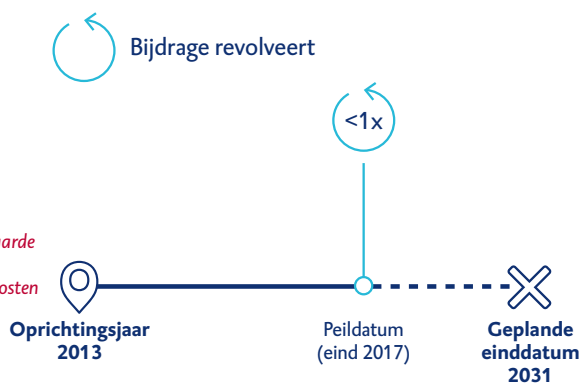 Bijdrage revolveert
<1x
Oprichtingsjaar
2013
Peildatum
(eind 2017)
Geplande
einddatum
2031